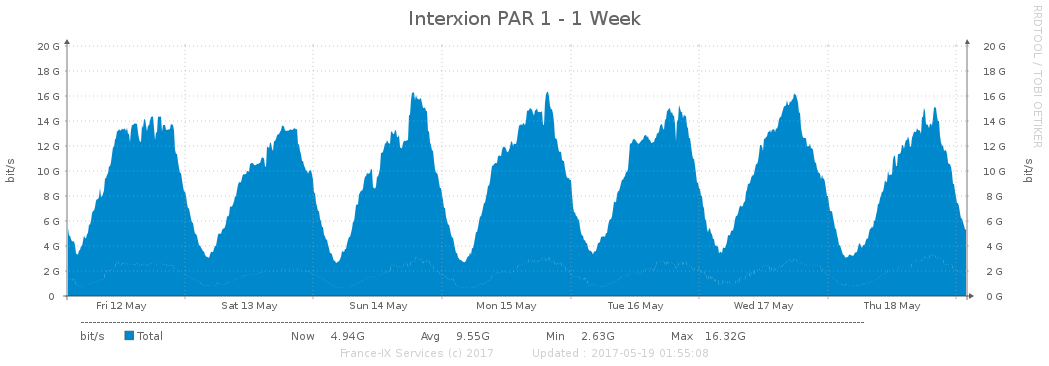 Interxion PAR 1 - 1 Week
RRDTOOL / TOBI OETIKER
20 G 20 G
18 G 18 G
16 G 16 G
14 G 14 G
12 G 12 G
10 G 10 G
8 G 8 G
6 G 6 G
4 G 4 G
2 G 2 G
0 0 G
bit/s bit/s
Fri 12 May Sat 13 May Sun 14 May Mon 15 May Tue 16 May Wed 17 May Thu 18 May
bit/s Total Now 4.94G Avg 9.55G Min 2.63G Max 16.32G
France-IX Services (c) 2017 Updated : 2017-05-19 01:55:08